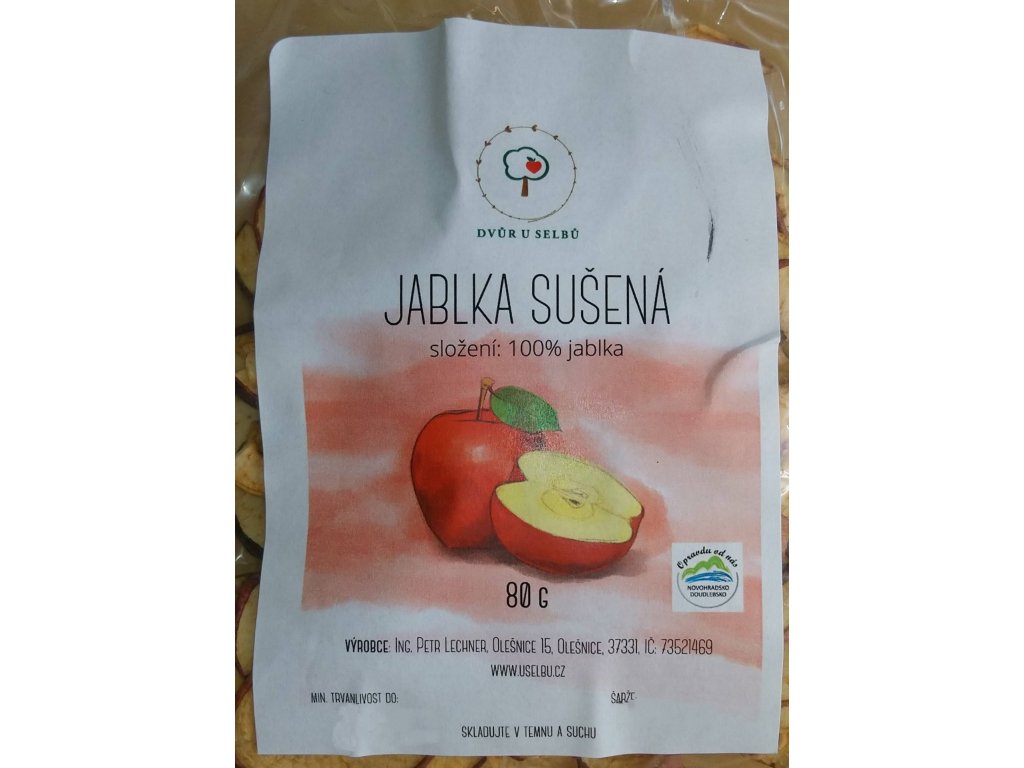 DVŮR U SELBŮ
JABLKA SUŠENÁ
složení: 100% jablka
Opravdu od nás
NOVOHRADSKO
DOUDLEBSKO
80 G
VÝROBCE: ING. PETR LECHNER, OLEŠNICE 15, OLEŠNICE, 37331, IČ: 73521469
WWW.USELBU.CZ
MIN. TRVANLIVOST DO: ŠARŽE:
SKLADUJTE V TEMNU A SUCHU